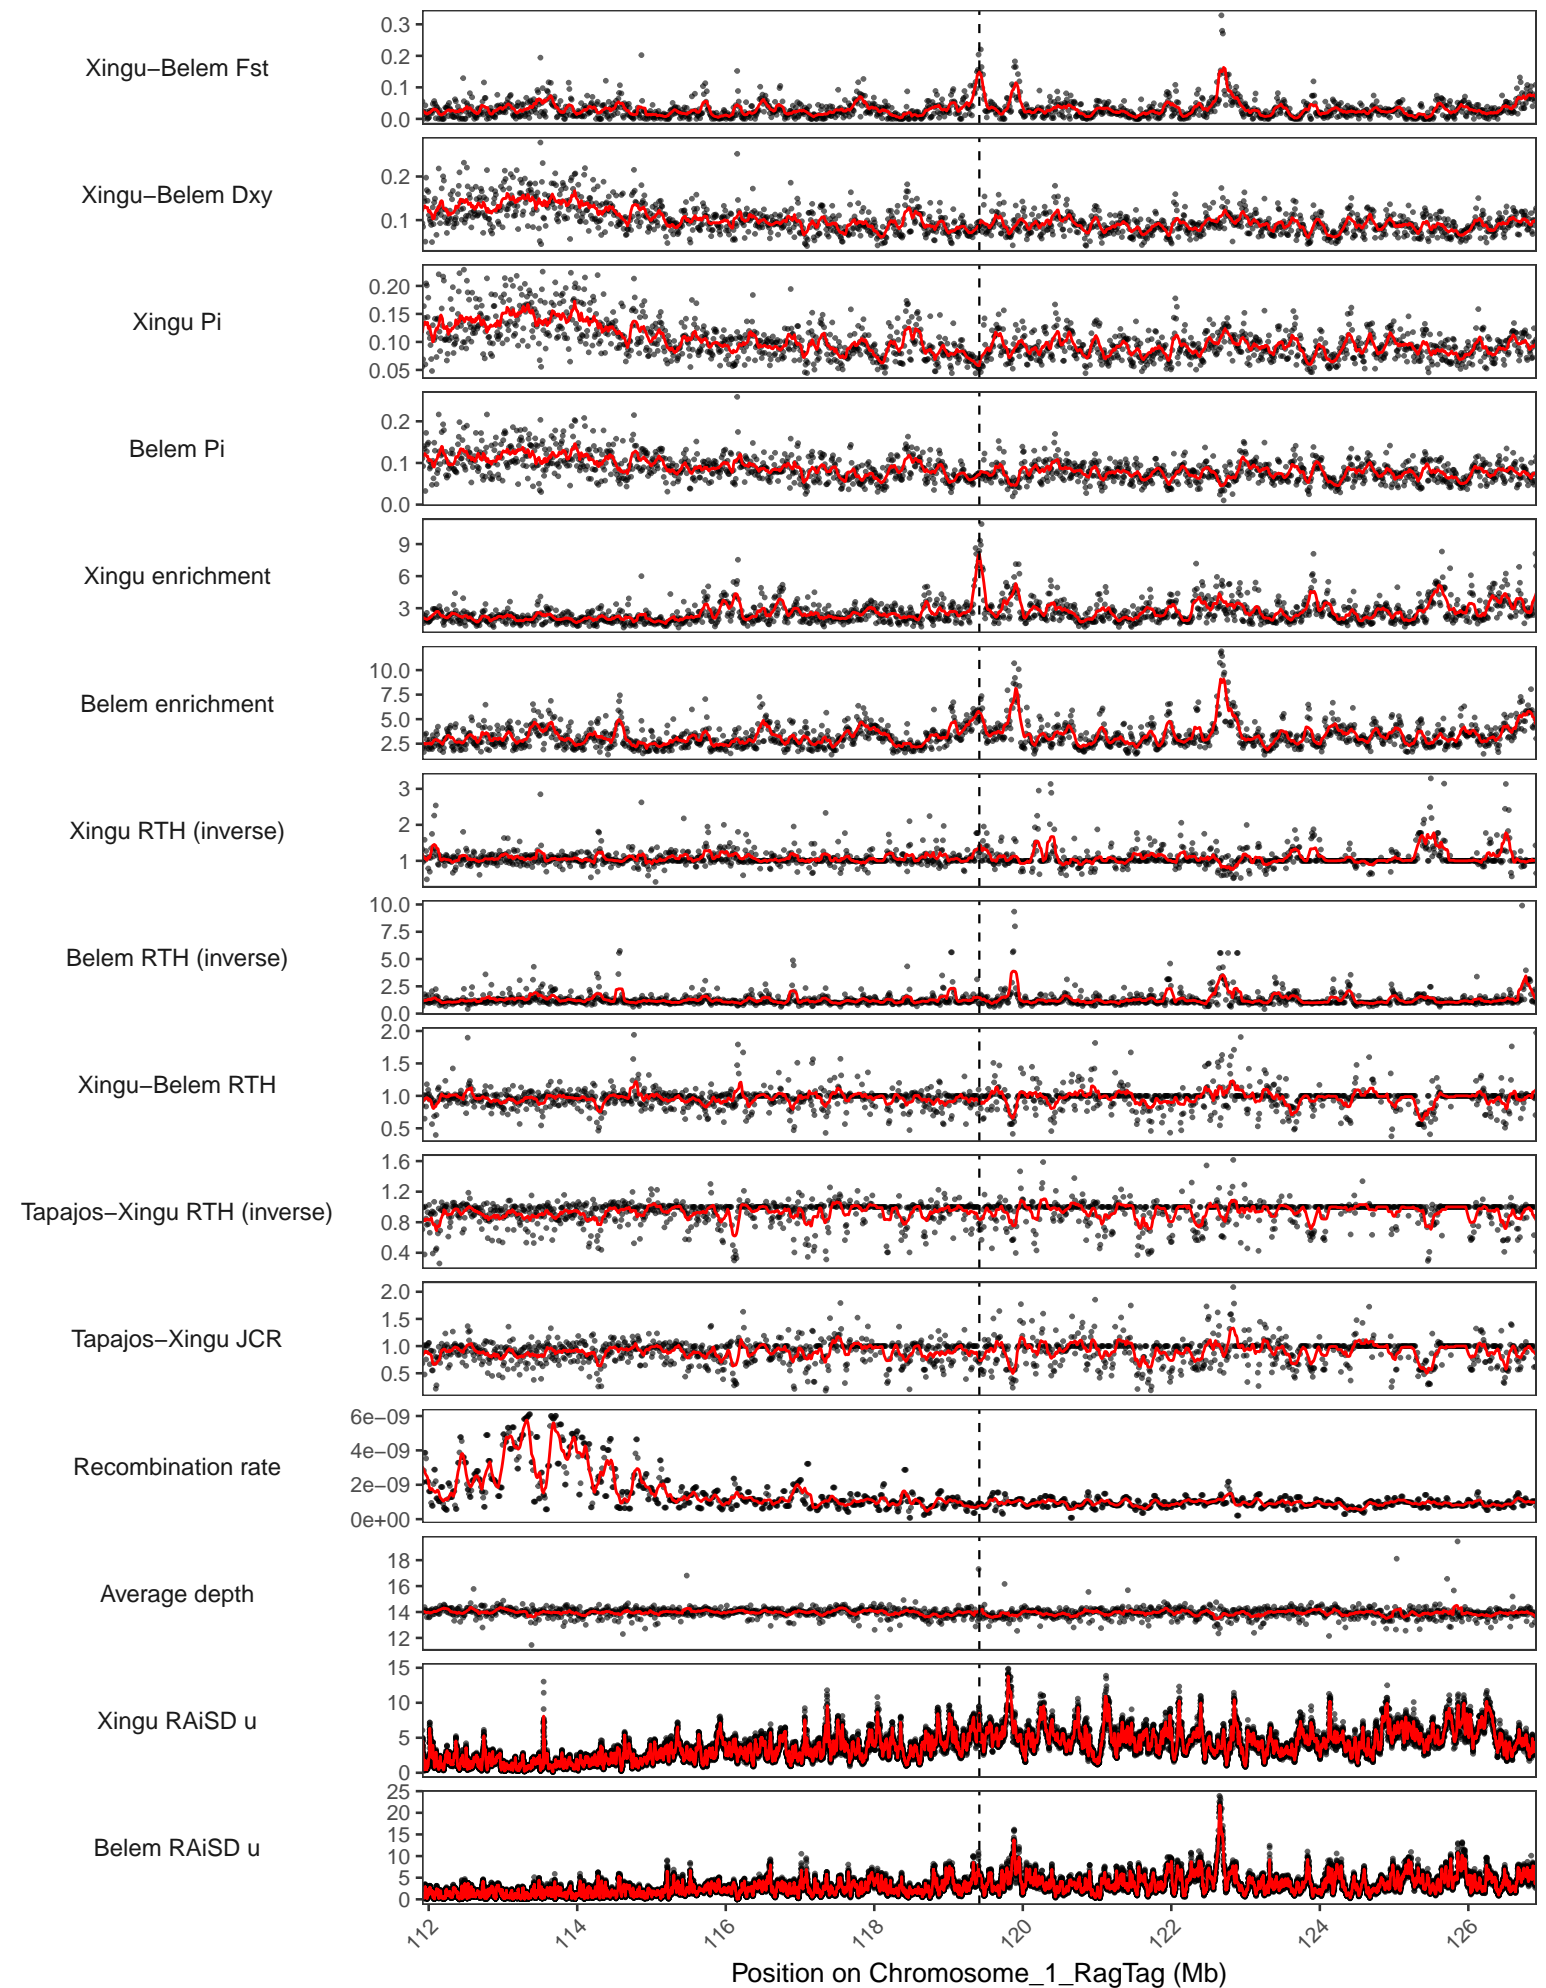 Xingu−Belem Fst
0.3
0.2
0.1
0.0
Xingu−Belem Dxy
0.2
0.1
Xingu Pi
0.20
0.15
0.10
0.05
Belem Pi
0.2
0.1
0.0
Xingu enrichment
9
6
3
Belem enrichment
10.0
7.5
5.0
2.5
Xingu RTH (inverse)
3
2
1
Belem RTH (inverse)
10.0
7.5
5.0
2.5
0.0
Xingu−Belem RTH
2.0
1.5
1.0
0.5
Tapajos−Xingu RTH (inverse)
1.6
1.2
0.8
0.4
Tapajos−Xingu JCR
2.0
1.5
1.0
0.5
Recombination rate
6e−09
4e−09
2e−09
0e+00
Average depth
18
16
14
12
Xingu RAiSD u
15
10
5
0
Belem RAiSD u
25
20
15
10
5
0
112 114 116 118 120 122 124 126
Position on Chromosome_1_RagTag (Mb)